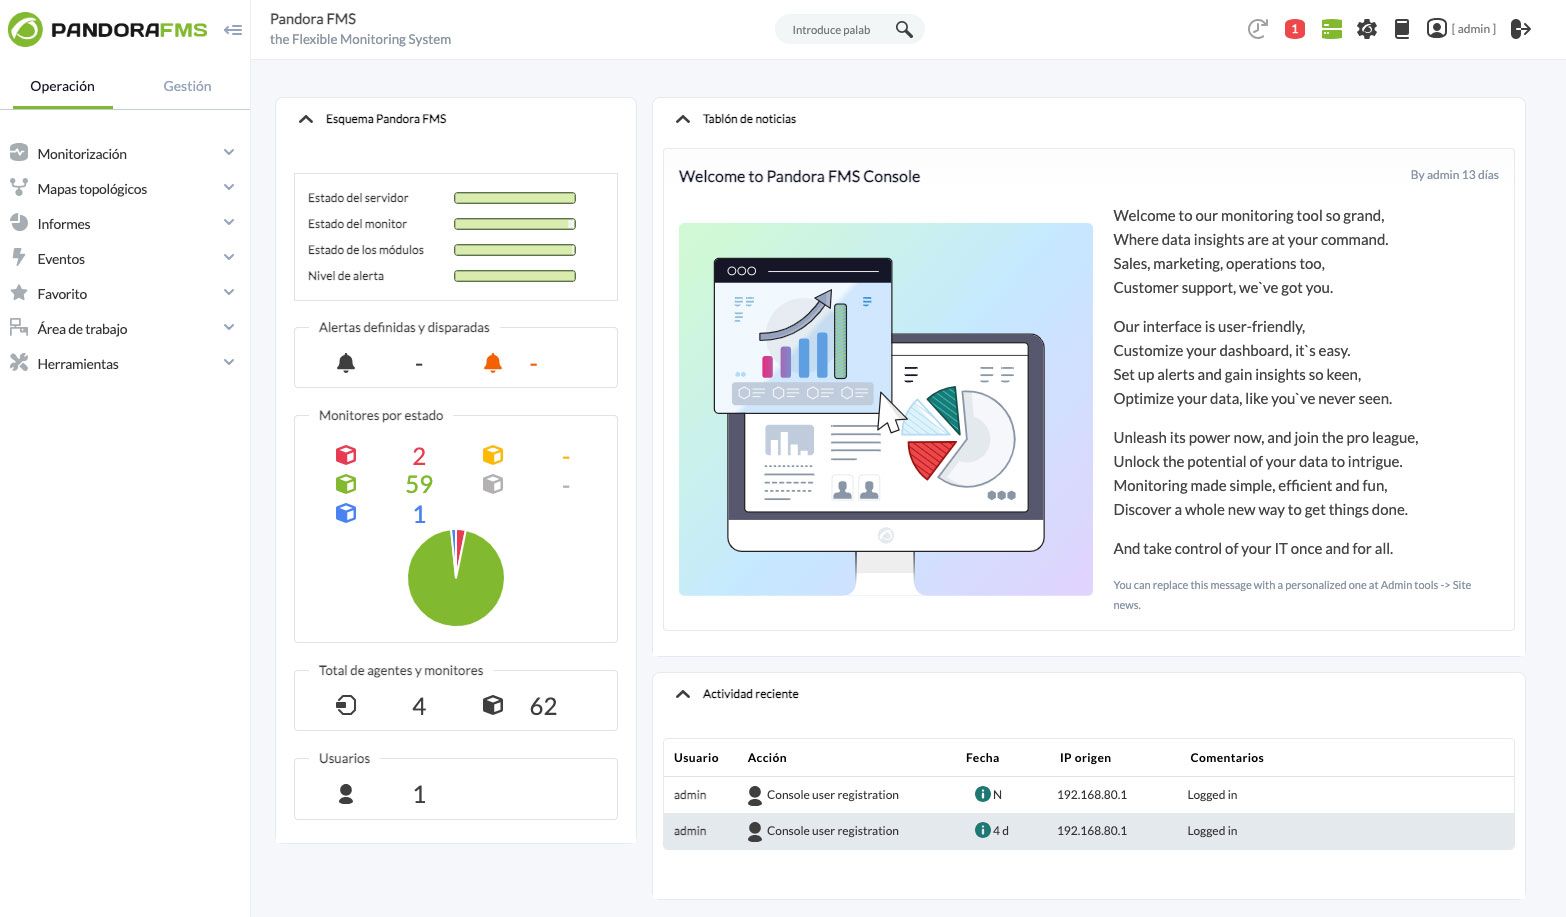 PANDORAFMS
Pandora FMS
the Flexible Monitoring System
Introduce palab
1
[ admin ]
Operación
Gestión
Monitorización
Mapas topológicos
Informes
Eventos
Favorito
Área de trabajo
Herramientas
Esquema Pandora FMS
Estado del servidor
Estado del monitor
Estado de los módulos
Nivel de alerta
Alertas definidas y disparadas
-
-
Monitores por estado
2
-
59
-
1
Total de agentes y monitores
4
62
Usuarios
1
Tablón de noticias
Welcome to Pandora FMS Console
By admin 13 días
Welcome to our monitoring tool so grand,
Where data insights are at your command.
Sales, marketing, operations too,
Customer support, we`ve got you.
Our interface is user-friendly,
Customize your dashboard, it`s easy.
Set up alerts and gain insights so keen,
Optimize your data, like you`ve never seen.
Unleash its power now, and join the pro league,
Unlock the potential of your data to intrigue.
Monitoring made simple, efficient and fun,
Discover a whole new way to get things done.
And take control of your IT once and for all.
You can replace this message with a personalized one at Admin tools -> Site
news.
Actividad reciente
Usuario Acción Fecha IP origen Comentarios
admin Console user registration N 192.168.80.1 Logged in
admin Console user registration 4 d 192.168.80.1 Logged in